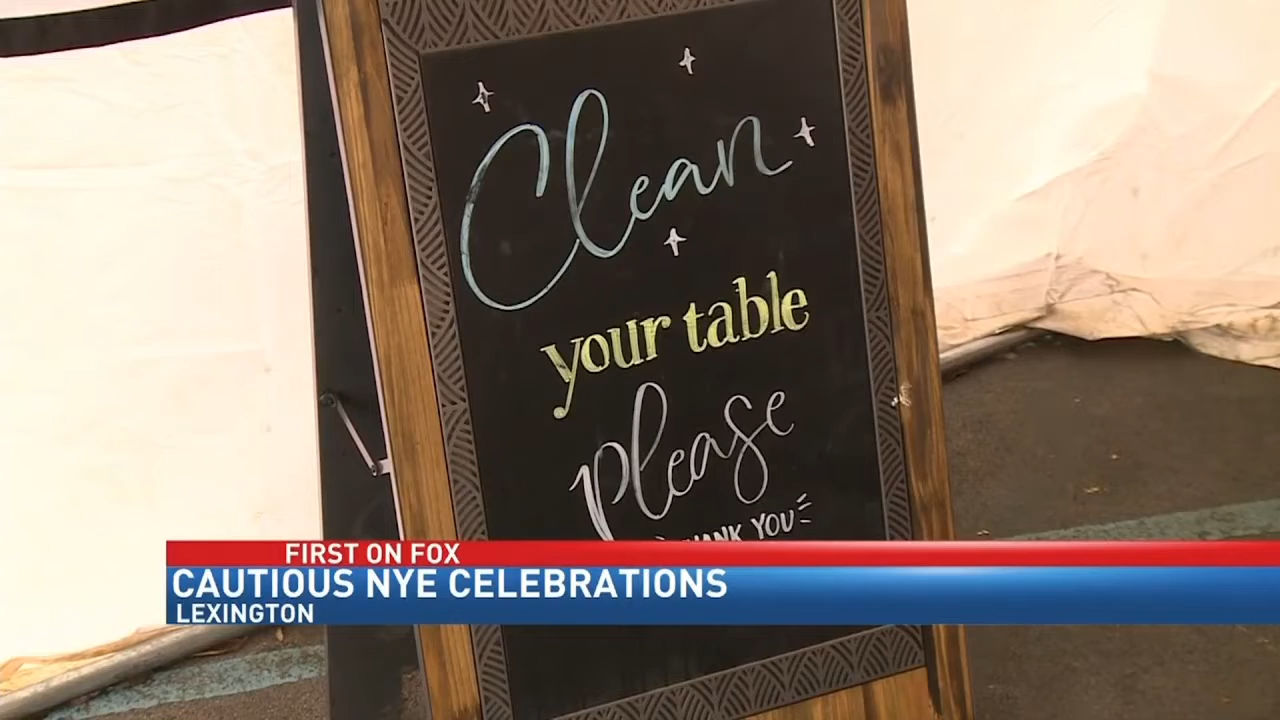 Clean
your table
please
THANK YOU
FIRST ON FOX
CAUTIOUS NYE CELEBRATIONS
LEXINGTON